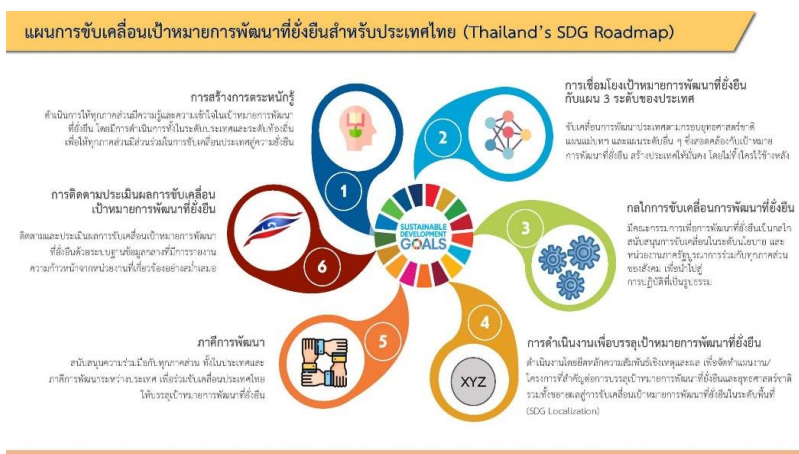 แผนการขับเคลื่อนเป้าหมายการพัฒนาที่ยั่งยืนสำหรับประเทศไทย (Thailand's SDG Roadmap)
การสร้างการตระหนักรู้
ดำเนินการให้ทุกภาคส่วนมีความรู้และความเข้าใจในเป้าหมายการพัฒนา
ที่ยั่งยืน โดยมีการดำเนินการทั้งในระดับประเทศและระดับท้องถิ่น
เพื่อให้ทุกภาคส่วนมีส่วนร่วมในการขับเคลื่อนประเทศสู่ความยั่งยืน
1
การเชื่อมโยงเป้าหมายการพัฒนาที่ยั่งยืน
กับแผน 3 ระดับของประเทศ
ขับเคลื่อนการพัฒนาประเทศตามกรอบยุทธศาสตร์ชาติ
แผนแม่บทฯ และแผนระดับอื่น ๆ ซึ่งสอดคล้องกับเป้าหมาย
การพัฒนาที่ยั่งยืน สร้างประเทศให้มั่นคง โดยไม่ทิ้งใครไว้ข้างหลัง
2
กลไกการขับเคลื่อนการพัฒนาที่ยั่งยืน
มีคณะกรรมการเพื่อการพัฒนาที่ยั่งยืนเป็นกลไก
สนับสนุนการขับเคลื่อนในระดับนโยบาย และ
หน่วยงานภาครัฐบูรณาการร่วมกับทุกภาคส่วน
ของสังคม เพื่อนำไปสู่
การปฏิบัติที่เป็นรูปธรรม
3
SUSTAINABLE
DEVELOPMENT
GOALS
การดำเนินงานเพื่อบรรลุเป้าหมายการพัฒนาที่ยั่งยืน
ดำเนินงานโดยยึดหลักความสัมพันธ์เชิงเหตุและผล เพื่อจัดทำแผนงาน/
โครงการที่สำคัญต่อการบรรลุเป้าหมายการพัฒนาที่ยั่งยืนและยุทธศาสตร์ชาติ
รวมทั้งขยายผลสู่การขับเคลื่อนเป้าหมายการพัฒนาที่ยั่งยืนในระดับพื้นที่
(SDG Localization)
4
XYZ
ภาคีการพัฒนา
สนับสนุนความร่วมมือกับทุกภาคส่วน ทั้งในประเทศและ
ภาคีการพัฒนาระหว่างประเทศ เพื่อร่วมขับเคลื่อนประเทศไทย
ให้บรรลุเป้าหมายการพัฒนาที่ยั่งยืน
5
การติดตามประเมินผลการขับเคลื่อน
เป้าหมายการพัฒนาที่ยั่งยืน
ติดตามและประเมินผลการขับเคลื่อนเป้าหมายการพัฒนา
ที่ยั่งยืนด้วยระบบฐานข้อมูลกลางที่มีการรายงาน
ความก้าวหน้าจากหน่วยงานที่เกี่ยวข้องอย่างสม่ำเสมอ
6